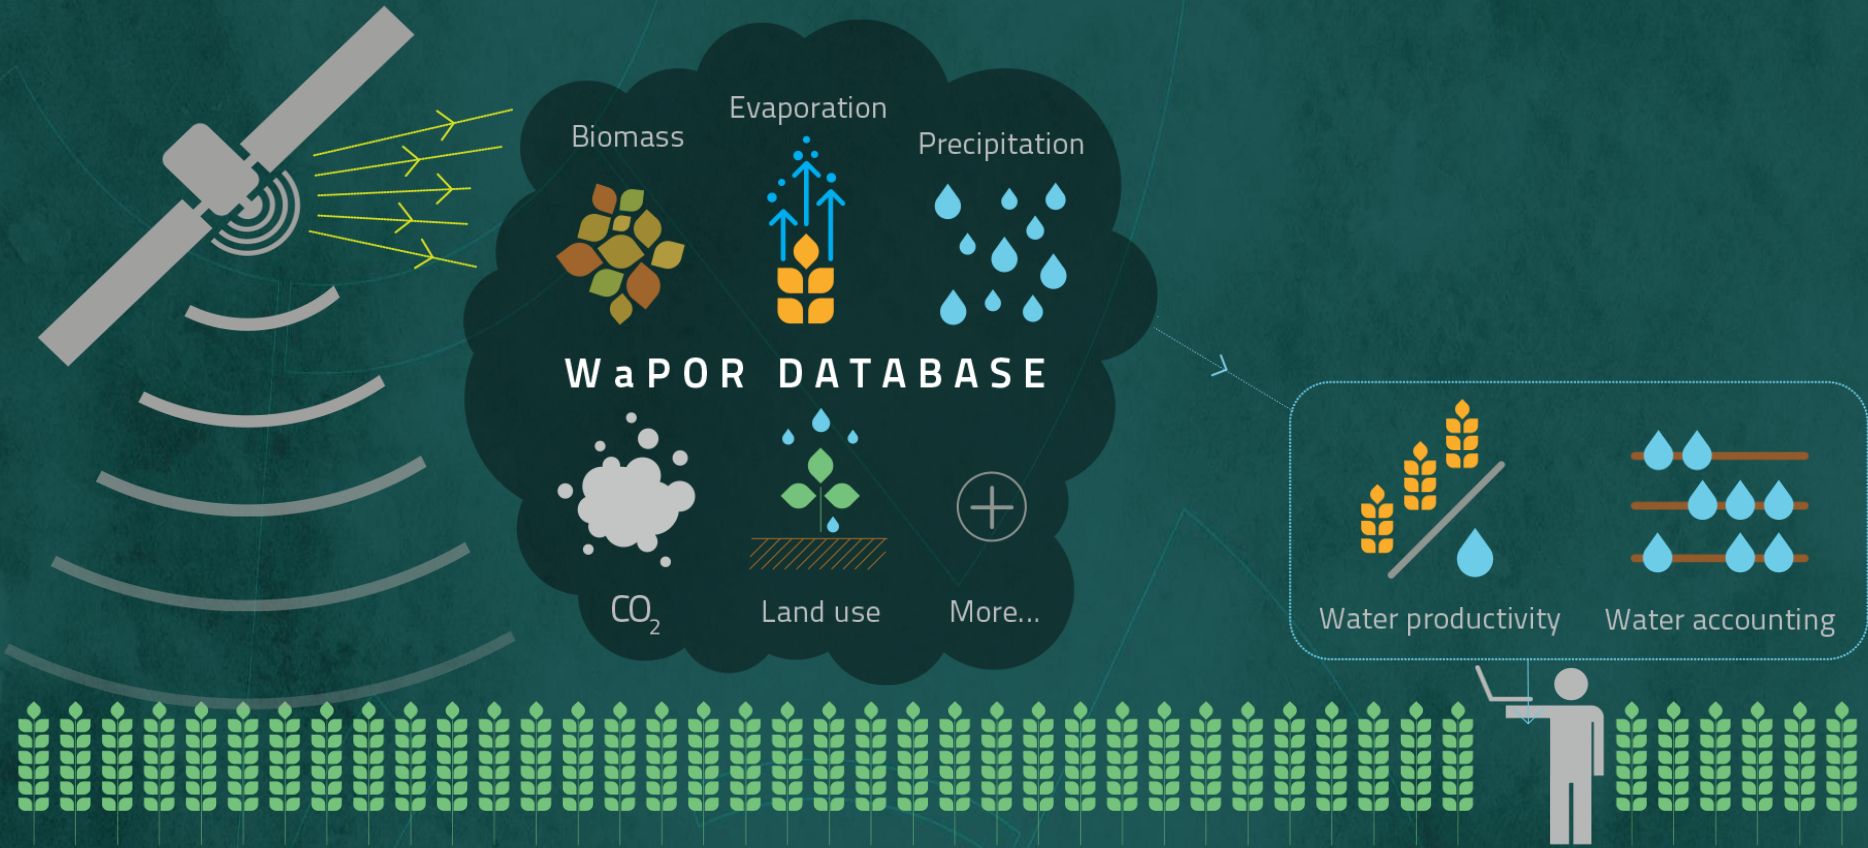 Biomass
Evaporation
Precipitation
WaPOR DATABASE
CO2
Land use
More...
Water productivity
Water accounting